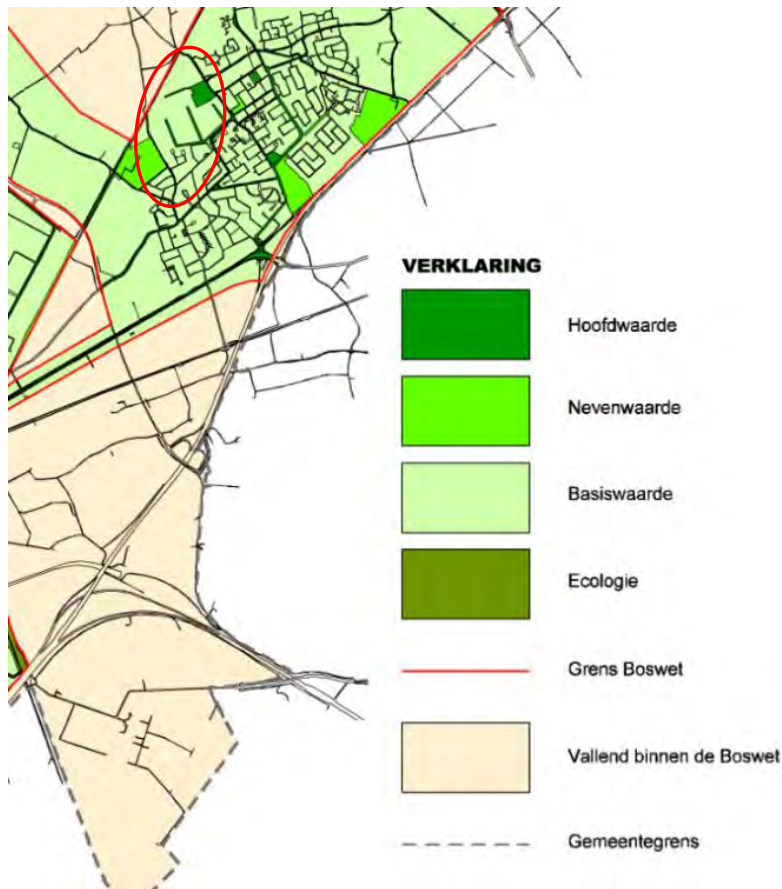 VERKLARING
Hoofdwaarde
Nevenwaarde
Basiswaarde
Ecologie
Grens Boswet
Vallend binnen de Boswet
Gemeentegrens